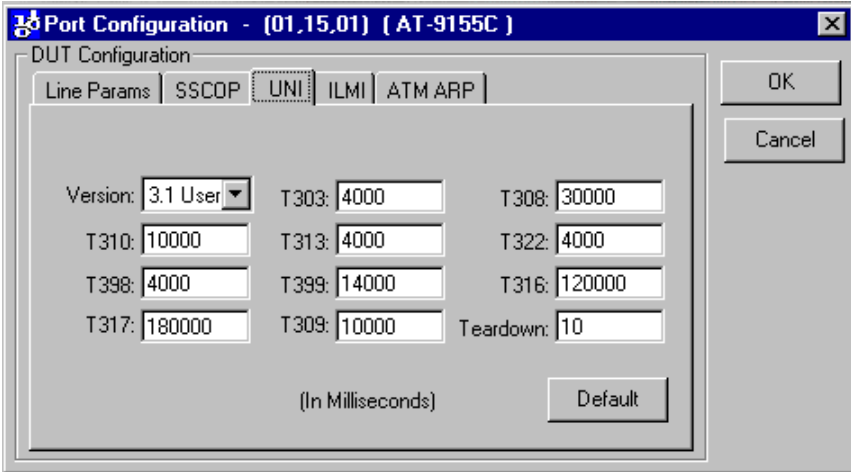 Port Configuration - (01,15,01) ( AT-9155C )
DUT Configuration
Line Params SSCOP UNI ILMI ATM ARP
OK
Cancel
Version: 3.1 User T303: 4000 T308: 30000
T310: 10000 T313: 4000 T322: 4000
T398: 4000 T399: 14000 T316: 120000
T317: 180000 T309: 10000 Teardown: 10
(In Milliseconds) Default